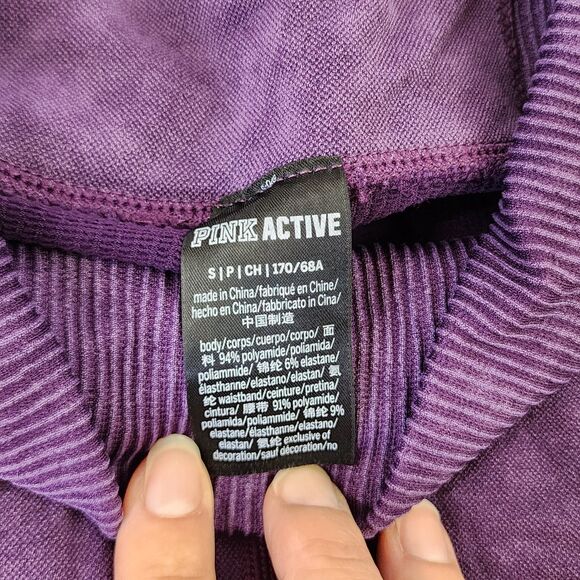 PINK ACTIVE
S | P | CH | 170/68A
made in China/fabriqué en Chine/
hecho en China/fabbricato in Cina/
中国制造
body/corps/cuerpo/corpo/ 面
料 94% polyamide/poliamida/
poliammide/ 锦纶 6% elastane/
élasthanne/elastano/elastan/ 氨
纶 waistband/ceinture/pretina/
cintura/ 腰带 91% polyamide/
poliamida/poliammide/ 锦纶 9%
elastane/élasthanne/elastano/
elastan/ 氨纶 exclusive of
decoration/sauf décoration/no